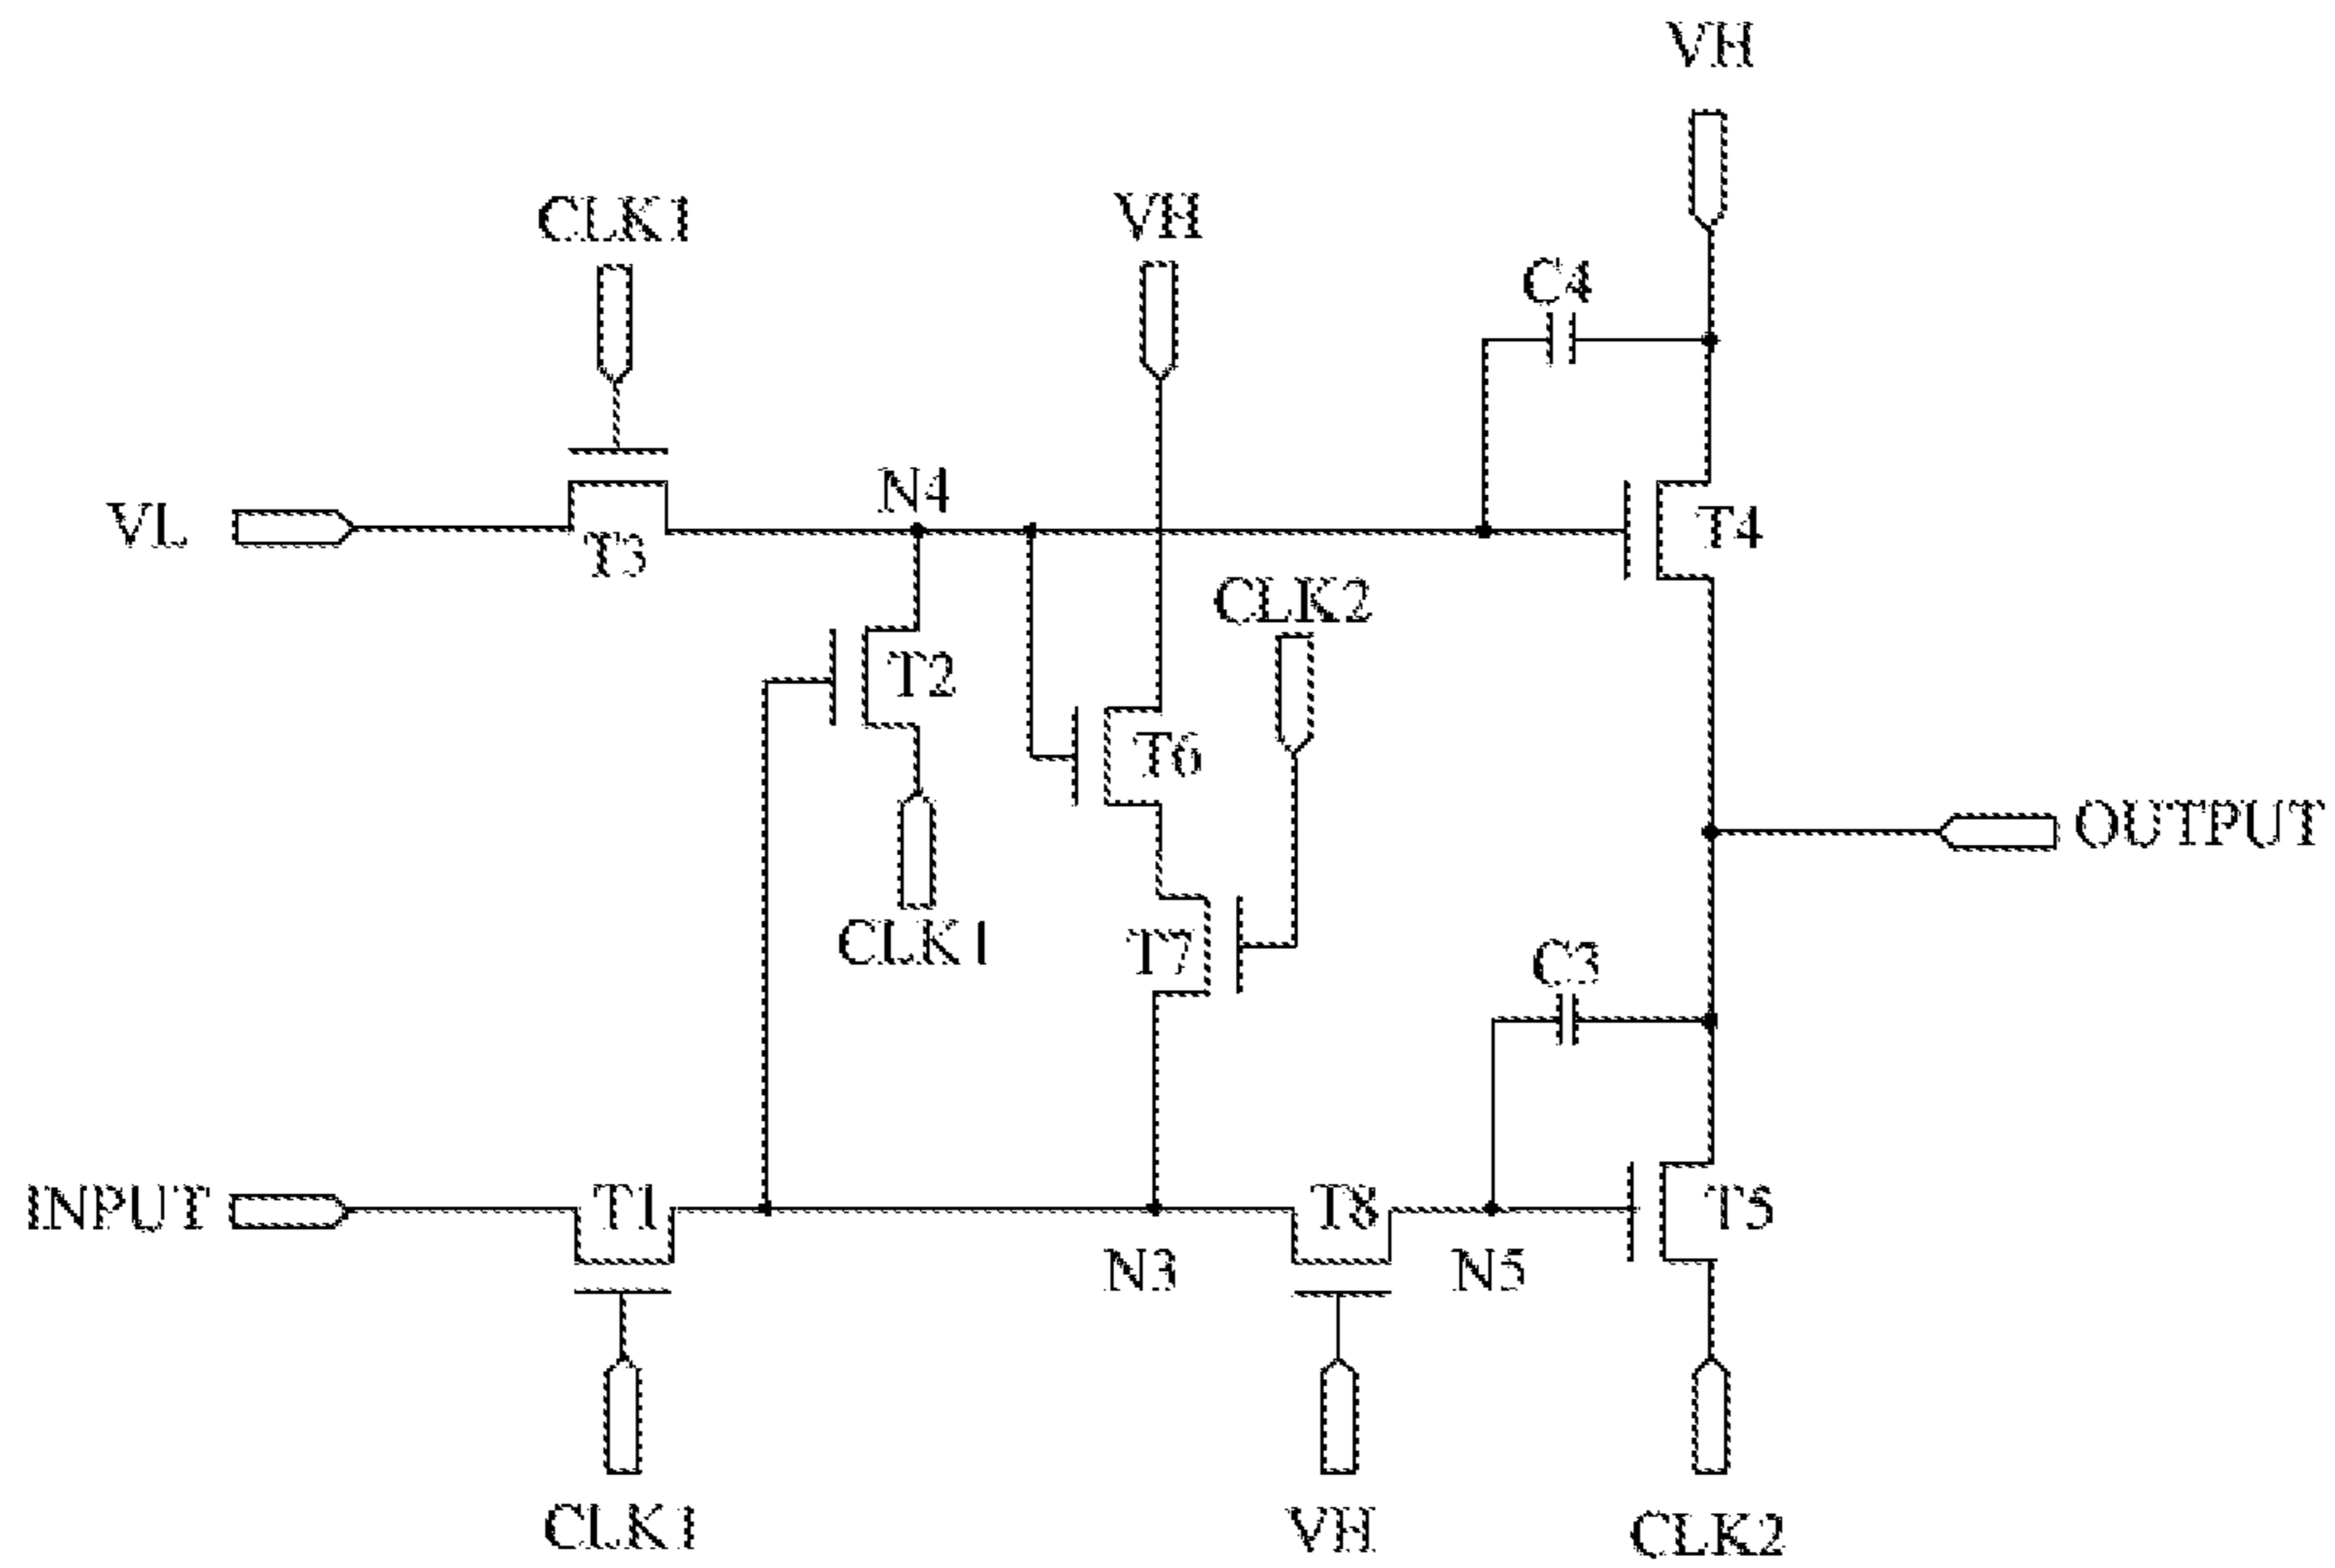 VH
CLK1
VH
C4
N4
VL
T3
T4
CLK2
T2
T6
OUTPUT
CLK1
T7
C3
INPUT
T1
T8
T5
N3
N5
CLK1
VH
CLK2